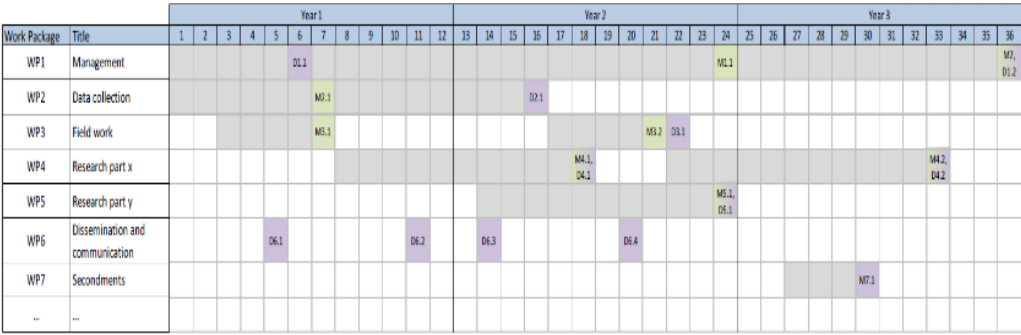 Year 1 Year 2 Year 3
Work Package Title 1 2 3 4 5 6 7 8 9 10 11 12 13 14 15 16 17 18 19 20 21 22 23 24 25 26 27 28 29 30 31 32 33 34 35 36
WP1 Management D1.1 M1.1 M2, D1.2
WP2 Data collection M2.1 D2.1
WP3 Field work M3.1 M3.2 D3.1
WP4 Research part x M4.1, D4.1 M4.2, D4.2
WP5 Research part y M5.1, D5.1
WP6 Dissemination and communication D6.1 D6.2 D6.3 D6.4
WP7 Secondments M7.1
... ...